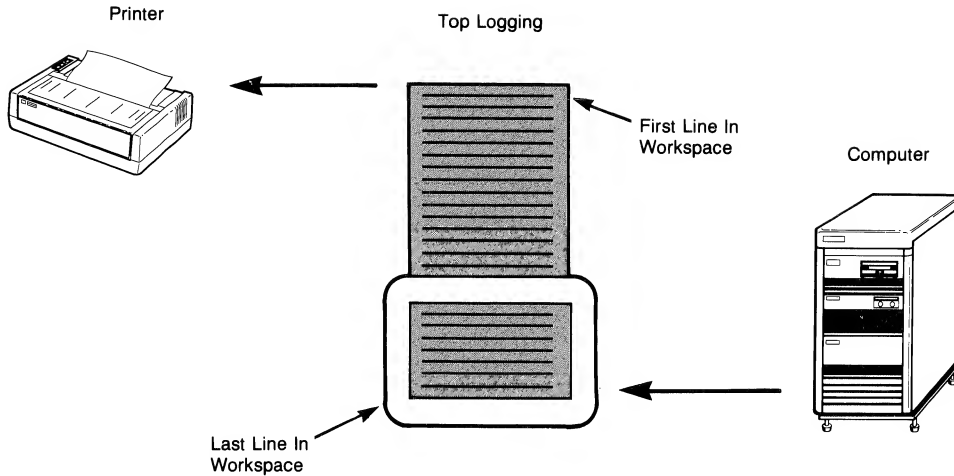 Printer
Top Logging
First Line In
Workspace
Computer
Last Line In
Workspace